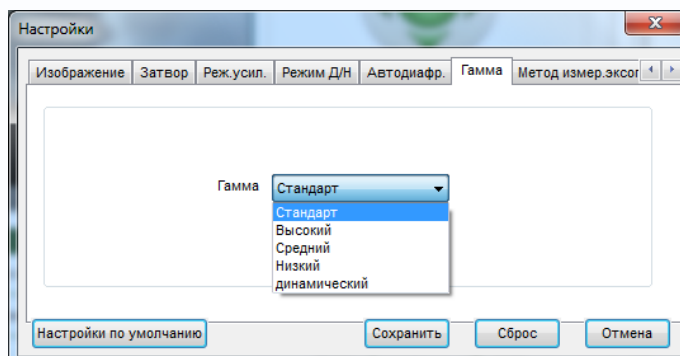 Настройки
Изображение Затвор Реж.усил. Режим Д/Н Автодиафр. Гамма Метод измер.экспог
Гамма Стандарт
Стандарт
Высокий
Средний
Низкий
динамический
Настройки по умолчанию Сохранить Сброс Отмена